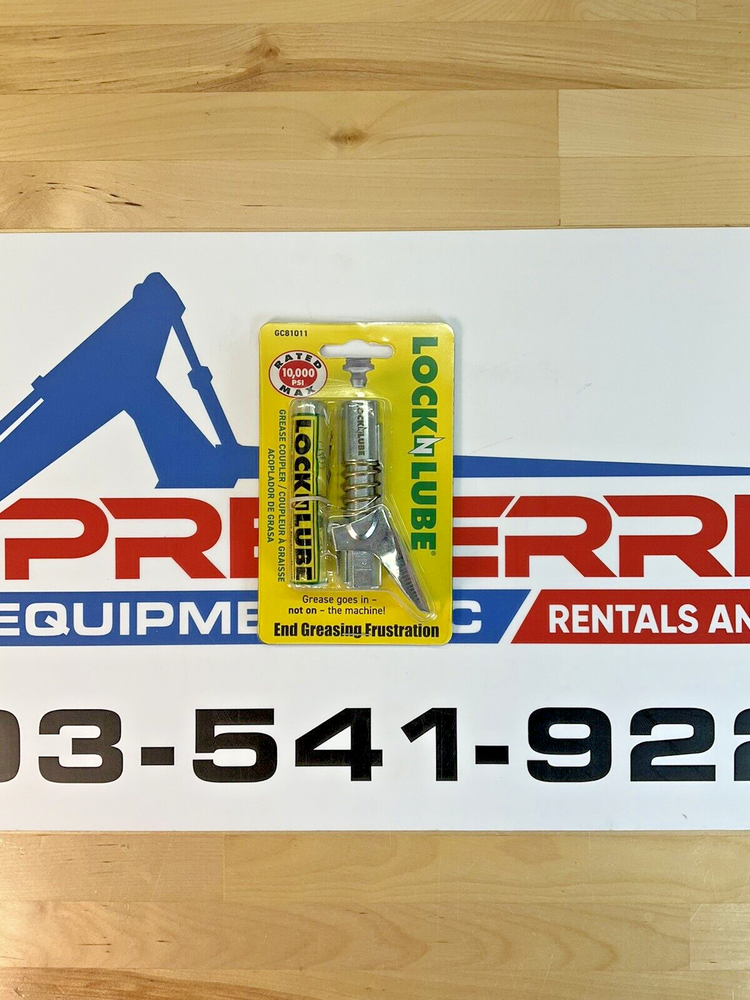 GC81011
RATED
10,000
PSI
MAX
LOCK N LUBE®
LOCK N LUBE
LOCK N LUBE
GREASE COUPLER / COUPLEUR À GRAISSE
ACOPLADOR DE GRASA
Grease goes in –
not on – the machine!
End Greasing Frustration
PRE ERR
EQUIPME C
RENTALS AN
03-541-922